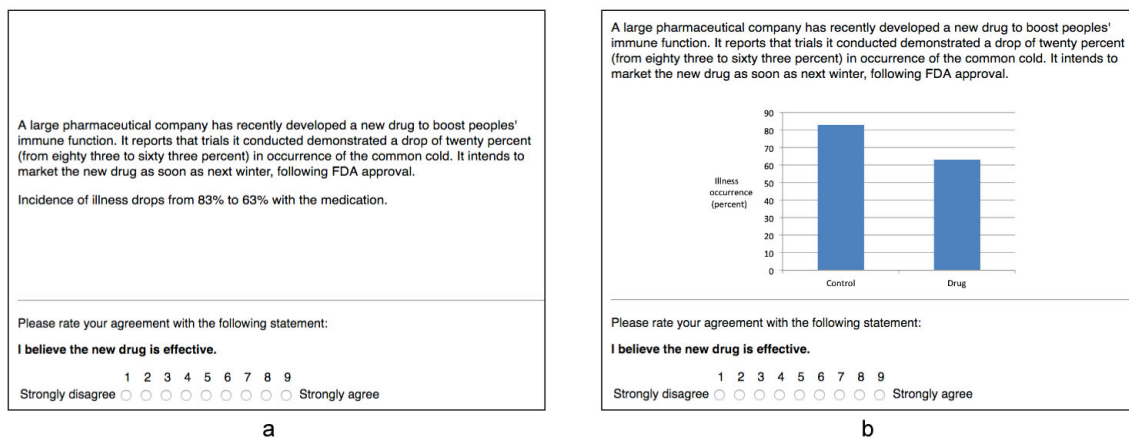 A large pharmaceutical company has recently developed a new drug to boost peoples'
immune function. It reports that trials it conducted demonstrated a drop of twenty percent
(from eighty three to sixty three percent) in occurrence of the common cold. It intends to
market the new drug as soon as next winter, following FDA approval.
Incidence of illness drops from 83% to 63% with the medication.
Please rate your agreement with the following statement:
I believe the new drug is effective.
1 2 3 4 5 6 7 8 9
Strongly disagree Strongly agree
a
A large pharmaceutical company has recently developed a new drug to boost peoples'
immune function. It reports that trials it conducted demonstrated a drop of twenty percent
(from eighty three to sixty three percent) in occurrence of the common cold. It intends to
market the new drug as soon as next winter, following FDA approval.
90
80
70
60
50
40
30
20
10
0
Illness
occurrence
(percent)
Control Drug
Please rate your agreement with the following statement:
I believe the new drug is effective.
1 2 3 4 5 6 7 8 9
Strongly disagree Strongly agree
b